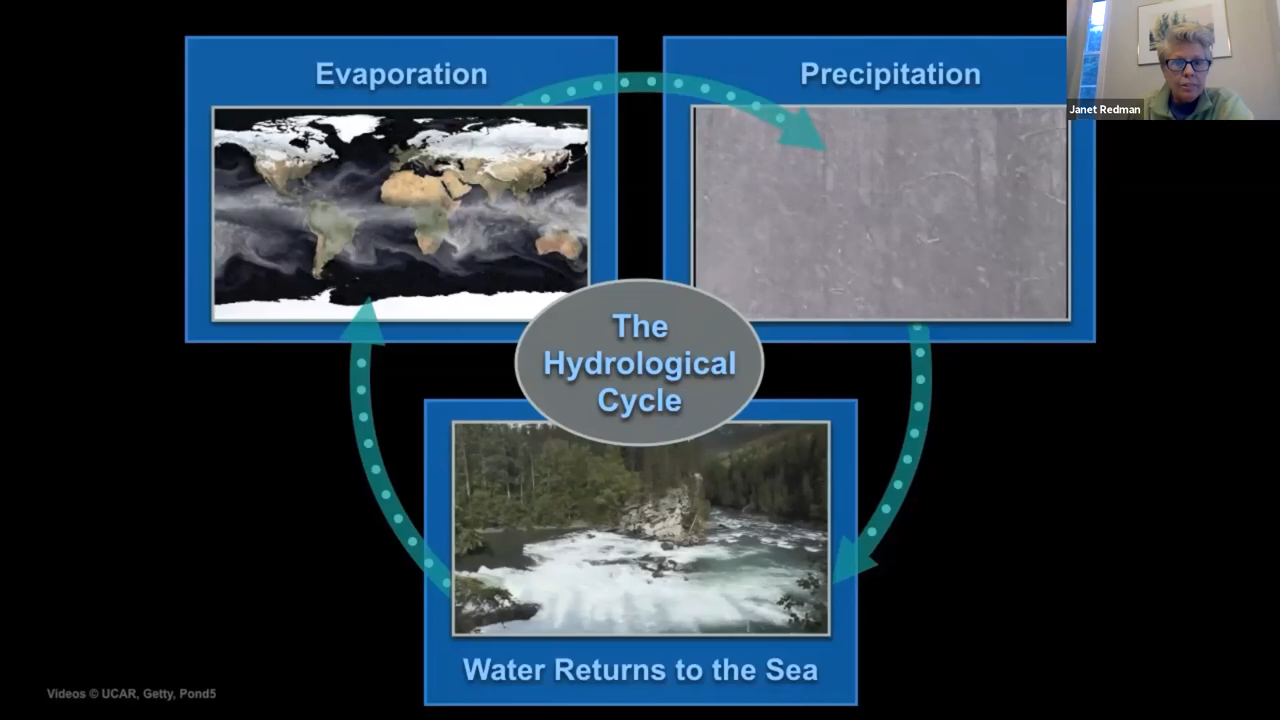 Evaporation
Precipitation
Janet Redman
The
Hydrological
Cycle
Water Returns to the Sea
Videos © UCAR, Getty, Pond5